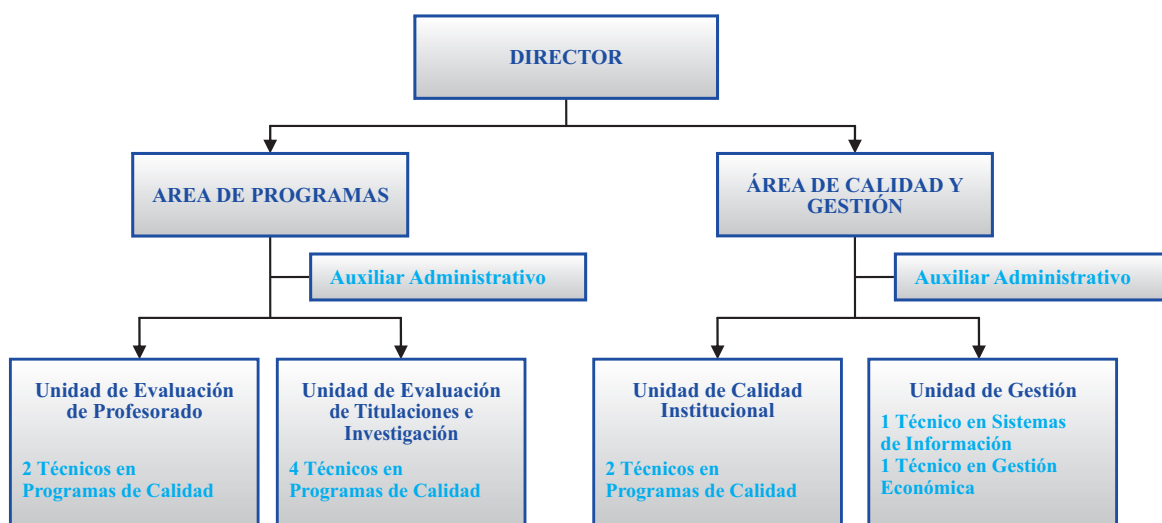 DIRECTOR
AREA DE PROGRAMAS
ÁREA DE CALIDAD Y
GESTIÓN
Auxiliar Administrativo
Auxiliar Administrativo
Unidad de Evaluación
de Profesorado
2 Técnicos en
Programas de Calidad
Unidad de Evaluación
de Titulaciones e
Investigación
4 Técnicos en
Programas de Calidad
Unidad de Calidad
Institucional
2 Técnicos en
Programas de Calidad
Unidad de Gestión
1 Técnico en Sistemas
de Información
1 Técnico en Gestión
Económica